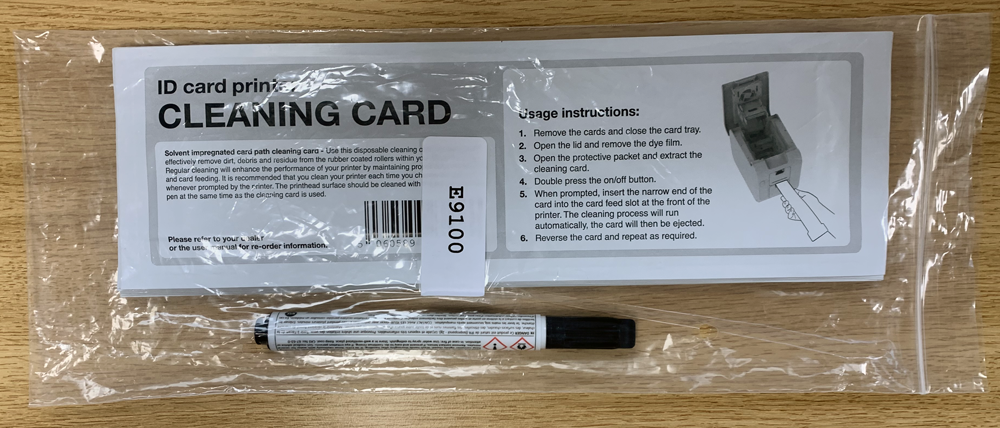 ID card printer
CLEANING CARD
Solvent impregnated card path cleaning card - Use this disposable cleaning c
effectively remove dirt, debris and residue from the rubber coated rollers within yo
Regular cleaning will enhance the performance of your printer by maintaining pro
and card feeding. It is recommended that you clean your printer each time you ch
whenever prompted by the printer. The printhead surface should be cleaned with
pen at the same time as the cleaning card is used.
Please refer to your dealer
or the user manual for re-order information.
5 060589
E9100
Usage instructions:
1. Remove the cards and close the card tray.
2. Open the lid and remove the dye film.
3. Open the protective packet and extract the
cleaning card.
4. Double press the on/off button.
5. When prompted, insert the narrow end of the
card into the card feed slot at the front of the
printer. The cleaning process will run
automatically, the card will then be ejected.
6. Reverse the card and repeat as required.